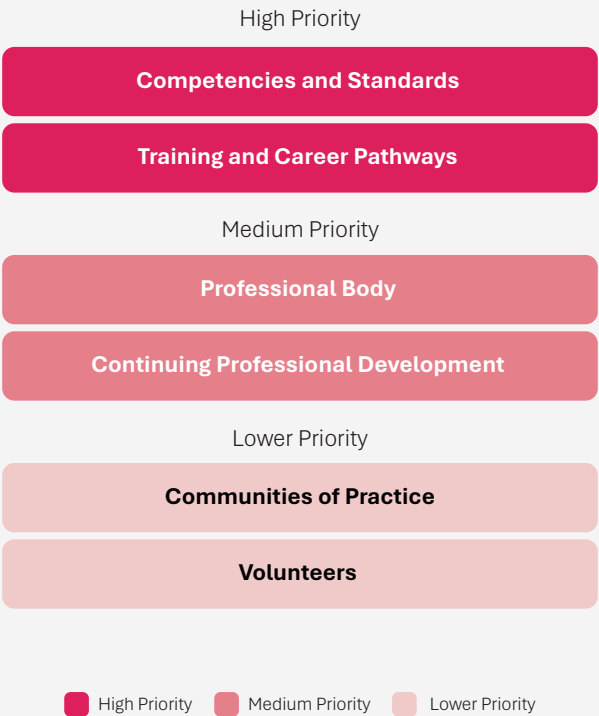 High Priority
Competencies and Standards
Training and Career Pathways
Medium Priority
Professional Body
Continuing Professional Development
Lower Priority
Communities of Practice
Volunteers
High Priority Medium Priority Lower Priority